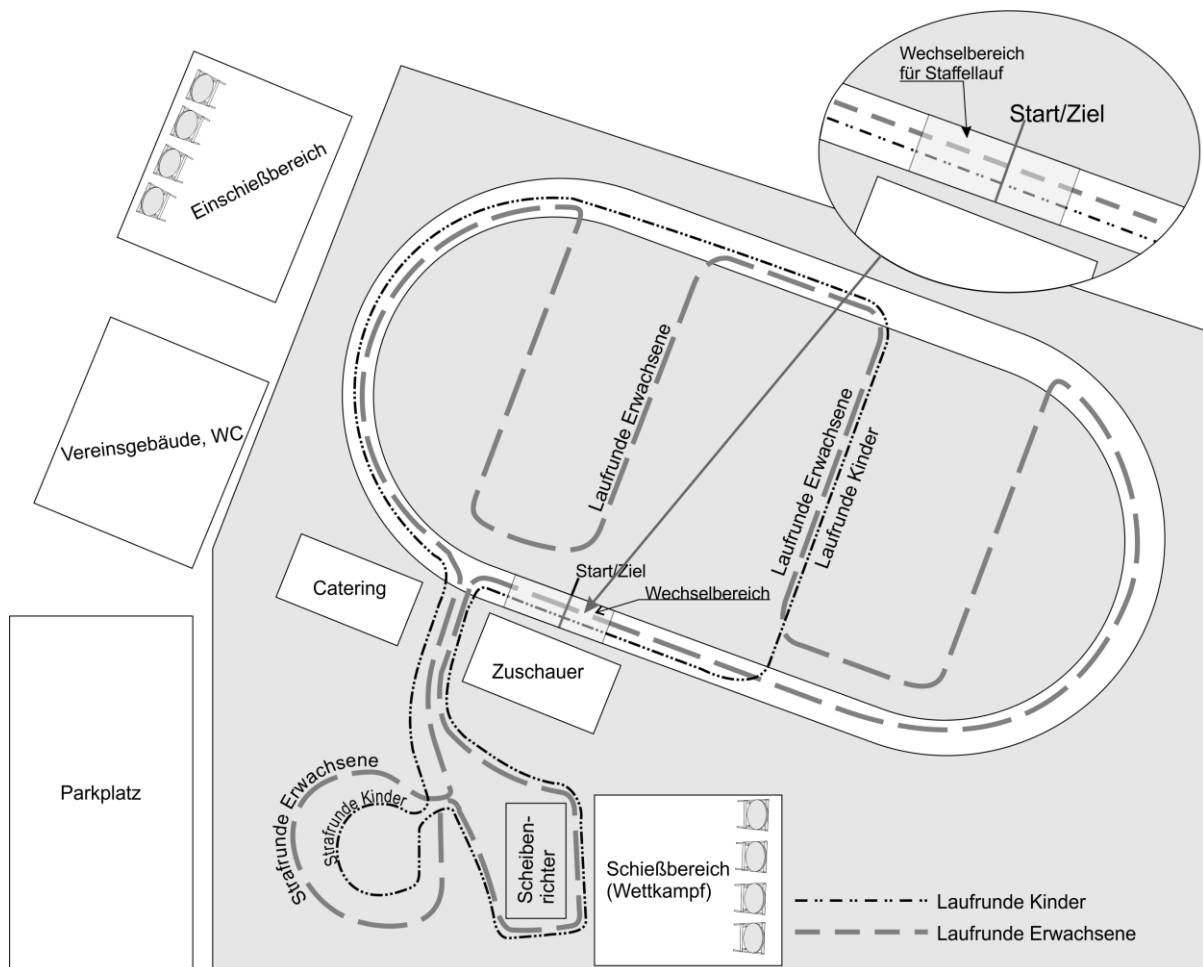 Wechselbereich
für Staffellauf
Start/Ziel
Einschießbereich
Vereinsgebäude, WC
Laufrunde Erwachsene
Laufrunde Erwachsene
Laufrunde Kinder
Catering
Start/Ziel
Wechselbereich
Zuschauer
Parkplatz
Strafrunde Erwachsene
Strafrunde Kinder
Scheiben-
richter
Schießbereich
(Wettkampf)
Laufrunde Kinder
Laufrunde Erwachsene